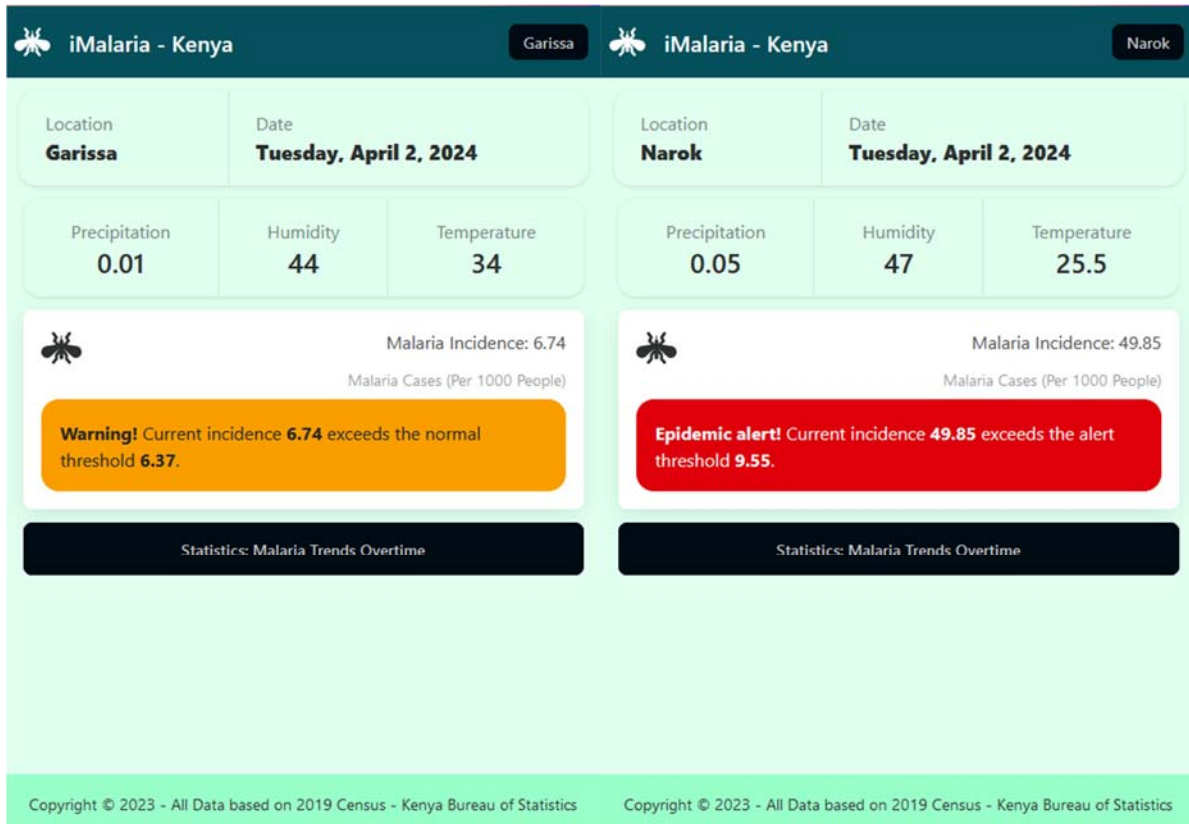 iMalaria - Kenya
Garissa
Location
Garissa
Date
Tuesday, April 2, 2024
Precipitation
0.01
Humidity
44
Temperature
34
Malaria Incidence: 6.74
Malaria Cases (Per 1000 People)
Warning! Current incidence 6.74 exceeds the normal
threshold 6.37.
Statistics: Malaria Trends Overtime
Copyright © 2023 - All Data based on 2019 Census - Kenya Bureau of Statistics
iMalaria - Kenya
Narok
Location
Narok
Date
Tuesday, April 2, 2024
Precipitation
0.05
Humidity
47
Temperature
25.5
Malaria Incidence: 49.85
Malaria Cases (Per 1000 People)
Epidemic alert! Current incidence 49.85 exceeds the alert
threshold 9.55.
Statistics: Malaria Trends Overtime
Copyright © 2023 - All Data based on 2019 Census - Kenya Bureau of Statistics